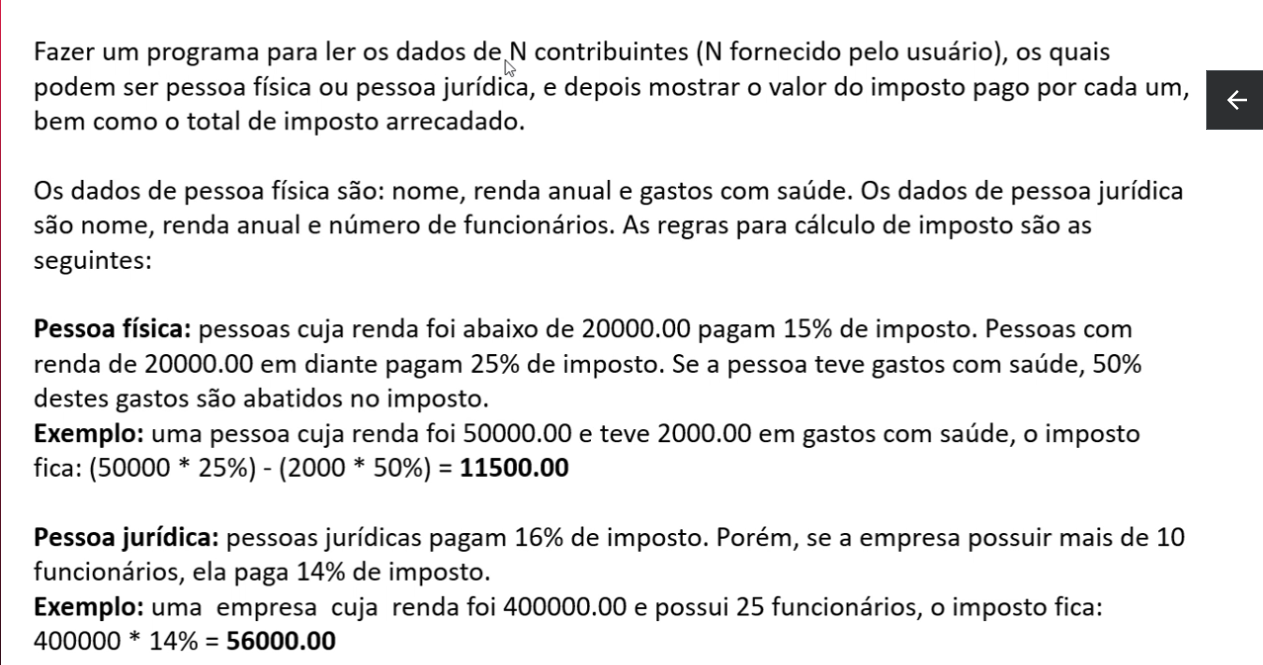 Fazer um programa para ler os dados de N contribuintes (N fornecido pelo usuário), os quais
podem ser pessoa física ou pessoa jurídica, e depois mostrar o valor do imposto pago por cada um,
bem como o total de imposto arrecadado.
Os dados de pessoa física são: nome, renda anual e gastos com saúde. Os dados de pessoa jurídica
são nome, renda anual e número de funcionários. As regras para cálculo de imposto são as
seguintes:
Pessoa física: pessoas cuja renda foi abaixo de 20000.00 pagam 15% de imposto. Pessoas com
renda de 20000.00 em diante pagam 25% de imposto. Se a pessoa teve gastos com saúde, 50%
destes gastos são abatidos no imposto.
Exemplo: uma pessoa cuja renda foi 50000.00 e teve 2000.00 em gastos com saúde, o imposto
fica: (50000 * 25%) - (2000 * 50%) = 11500.00
Pessoa jurídica: pessoas jurídicas pagam 16% de imposto. Porém, se a empresa possuir mais de 10
funcionários, ela paga 14% de imposto.
Exemplo: uma empresa cuja renda foi 400000.00 e possui 25 funcionários, o imposto fica:
400000 * 14% = 56000.00